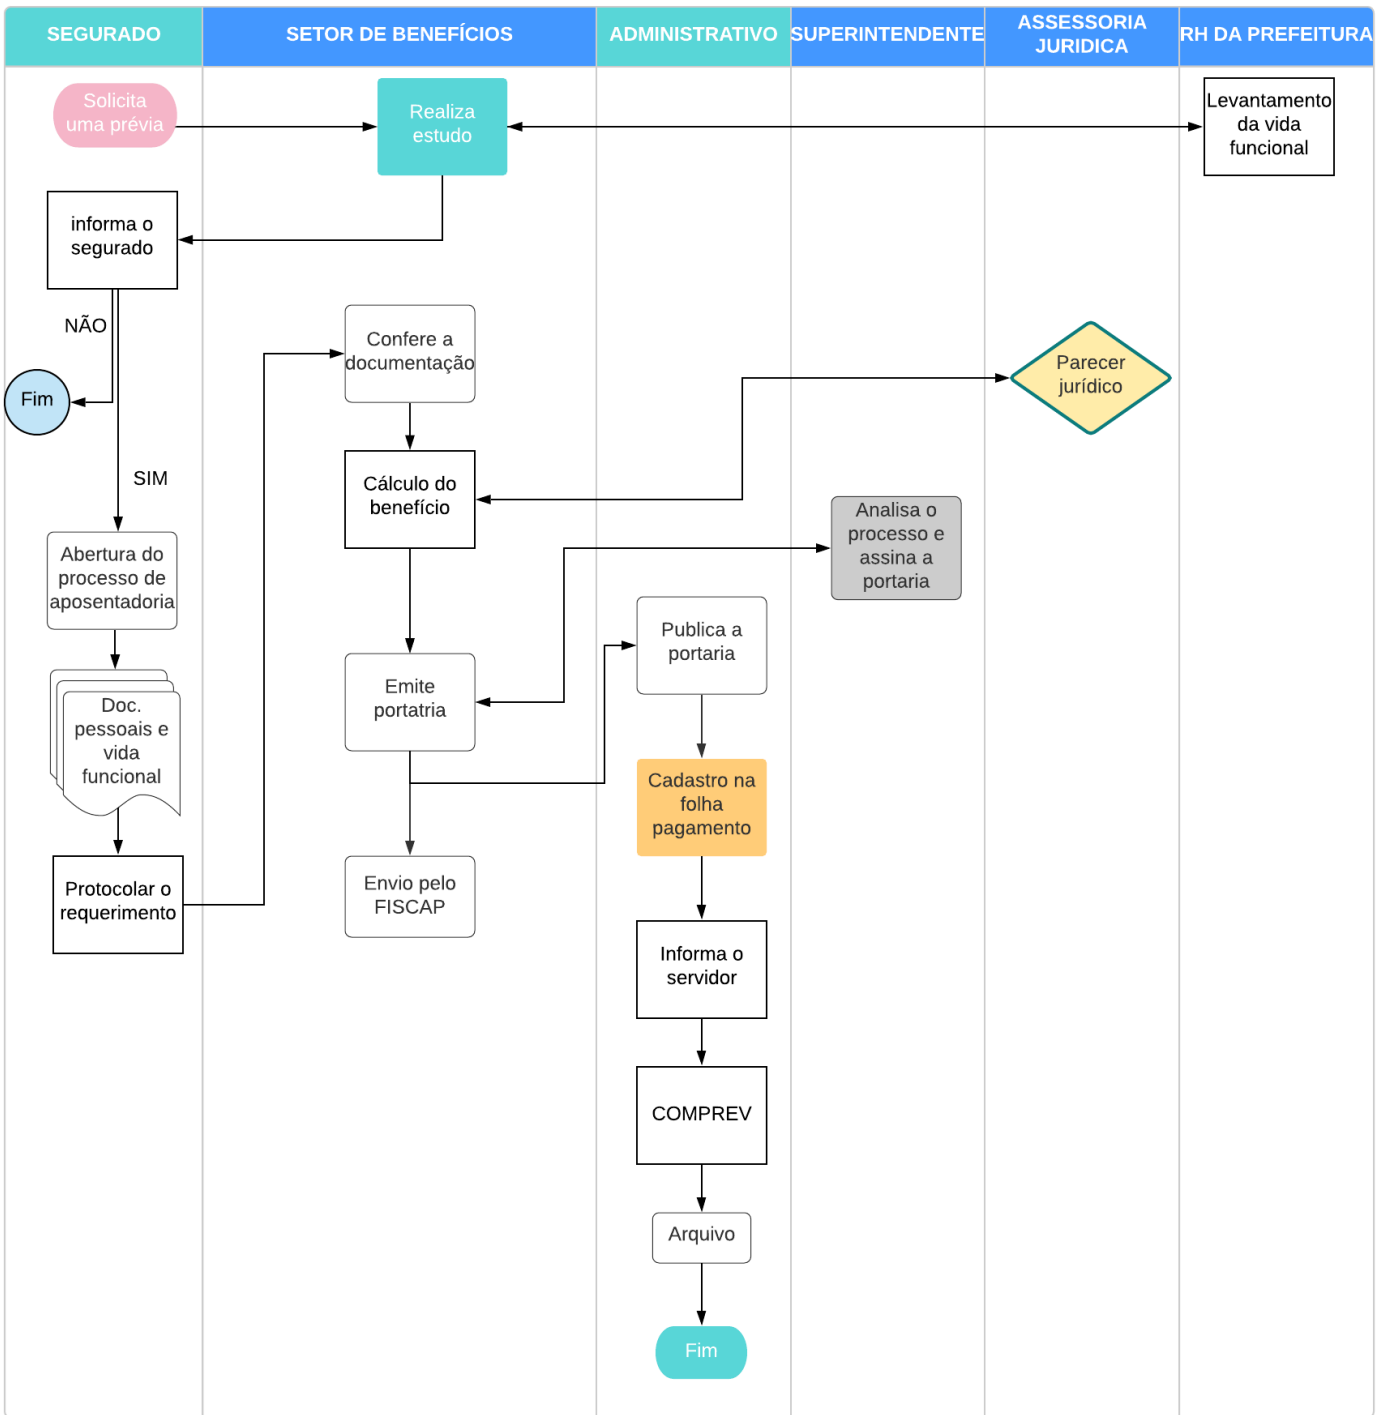 SEGURADO
SETOR DE BENEFÍCIOS
ADMINISTRATIVO
SUPERINTENDENTE
ASSESSORIA
JURIDICA
RH DA PREFEITURA
Solicita
uma prévia
Realiza
estudo
Levantamento
da vida
funcional
informa o
segurado
NÃO
Fim
SIM
Confere a
documentação
Parecer
jurídico
Cálculo do
benefício
Analisa o
processo e
assina a
portaria
Abertura do
processo de
aposentadoria
Publica a
portaria
Emite
portatria
Doc.
pessoais e
vida
funcional
Cadastro na
folha
pagamento
Protocolar o
requerimento
Envio pelo
FISCAP
Informa o
servidor
COMPREV
Arquivo
Fim